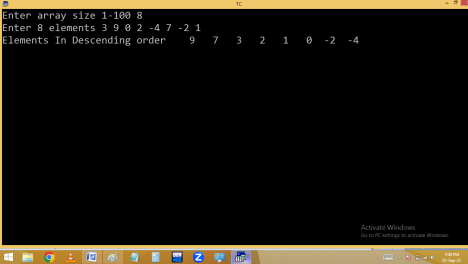 TC
Enter array size 1-100 8
Enter 8 elements 3 9 0 2 -4 7 -2 1
Elements In Descending order 9 7 3 2 1 0 -2 -4
Activate Windows
Go to PC settings to activate Windows.